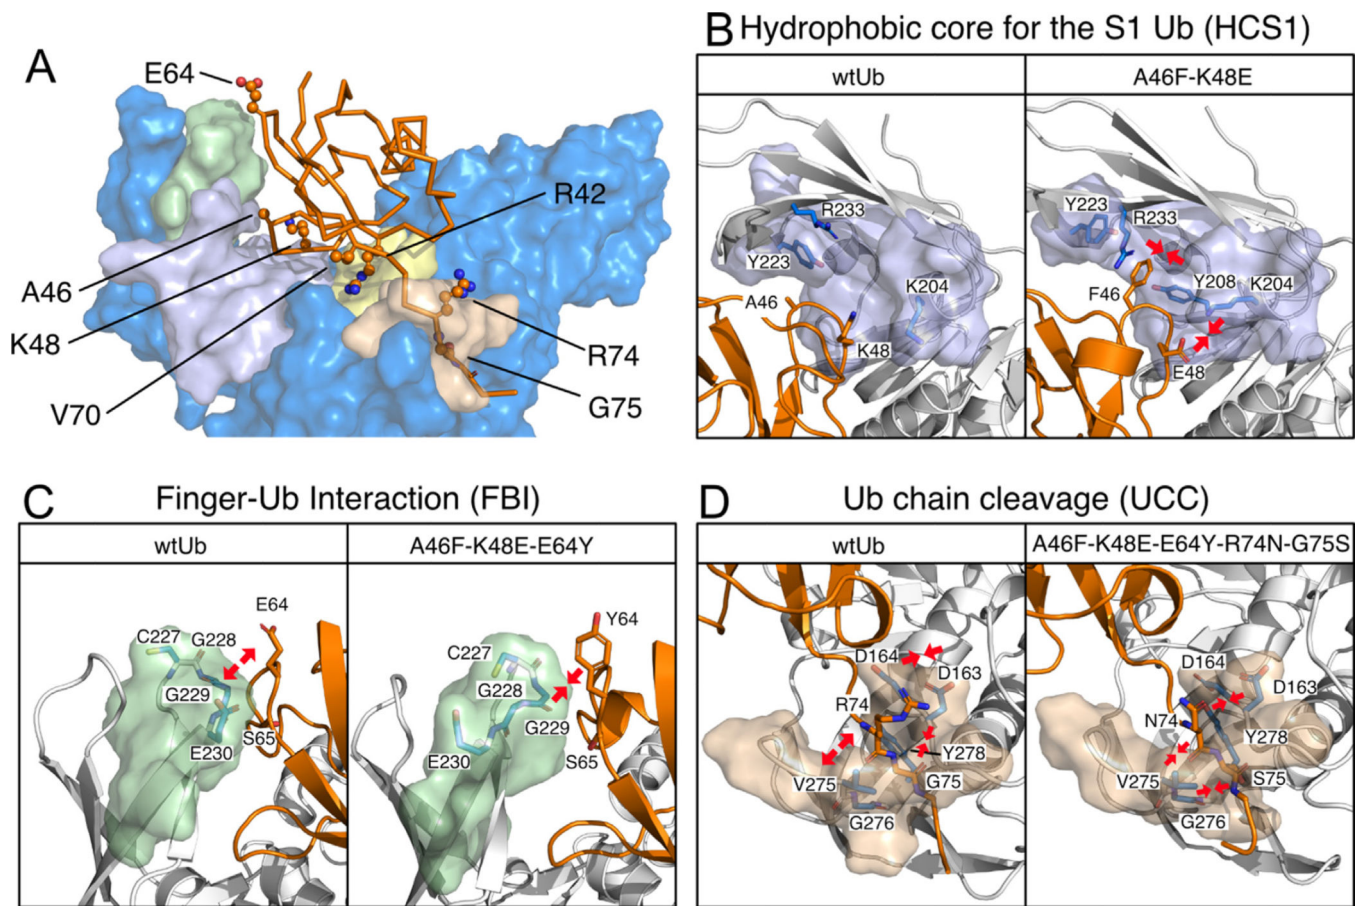 A
E64
R42
A46
K48
V70
R74
G75
B Hydrophobic core for the S1 Ub (HCS1)
wtUb
A46F-K48E
R233
Y223
A46
K204
K48
Y223
R233
Y208
K204
F46
E48
C Finger-Ub Interaction (FBI)
wtUb
A46F-K48E-E64Y
E64
C227
G228
G229
S65
E230
Y64
C227
G228
G229
E230
S65
D Ub chain cleavage (UCC)
wtUb
A46F-K48E-E64Y-R74N-G75S
D164
D163
R74
Y278
V275
G75
G276
D164
D163
N74
Y278
V275
S75
G276